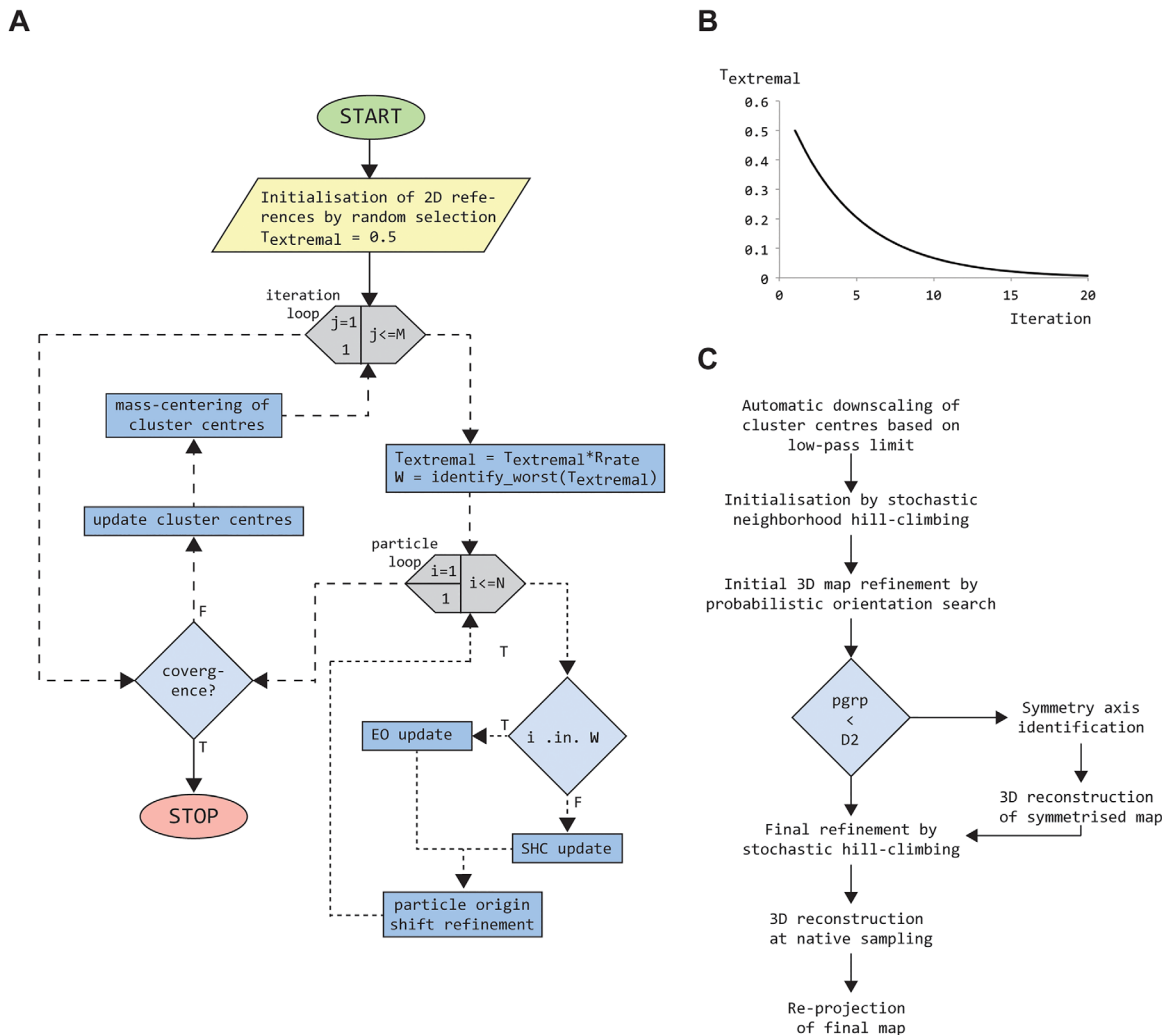 A
START
Initialisation of 2D refe-
rences by random selection
Textremal = 0.5
iteration
loop
j=1
1
j<=M
mass-centering of
cluster centres
Textremal = Textremal*Rrate
W = identify_worst(Textremal)
update cluster centres
particle
loop
i=1
1
i<=N
F
T
coverg-
ence?
T
i .in. W
T
EO update
F
SHC update
STOP
particle origin
shift refinement
B
Textremal
0.6
0.5
0.4
0.3
0.2
0.1
0
0
5
10
15
20
Iteration
C
Automatic downscaling of
cluster centres based on
low-pass limit
Initialisation by stochastic
neighborhood hill-climbing
Initial 3D map refinement by
probabilistic orientation search
pgrp
<
D2
Symmetry axis
identification
3D reconstruction
of symmetrised map
Final refinement by
stochastic hill-climbing
3D reconstruction
at native sampling
Re-projection
of final map